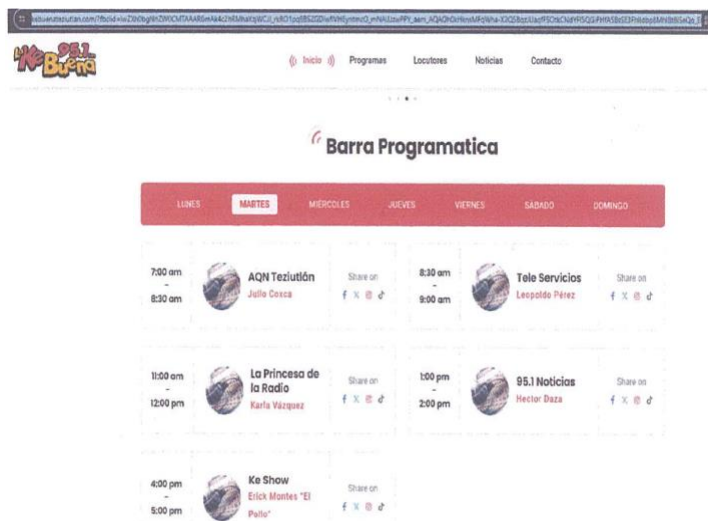 La Ke Buena 95.1
Inicio Programas Locutores Noticias Contacto
Barra Programatica
LUNES MARTES MIÉRCOLES JUEVES VIERNES SÁBADO DOMINGO
7:00 am
–
8:30 am
AQN Teziutlán
Julio Coxca
Share on
8:30 am
–
9:00 am
Tele Servicios
Leopoldo Pérez
Share on
11:00 am
–
12:00 pm
La Princesa de
la Radio
Karla Vázquez
Share on
1:00 pm
–
2:00 pm
95.1 Noticias
Hector Daza
Share on
4:00 pm
–
5:00 pm
Ke Show
Erick Montes "El
Pollo"
Share on